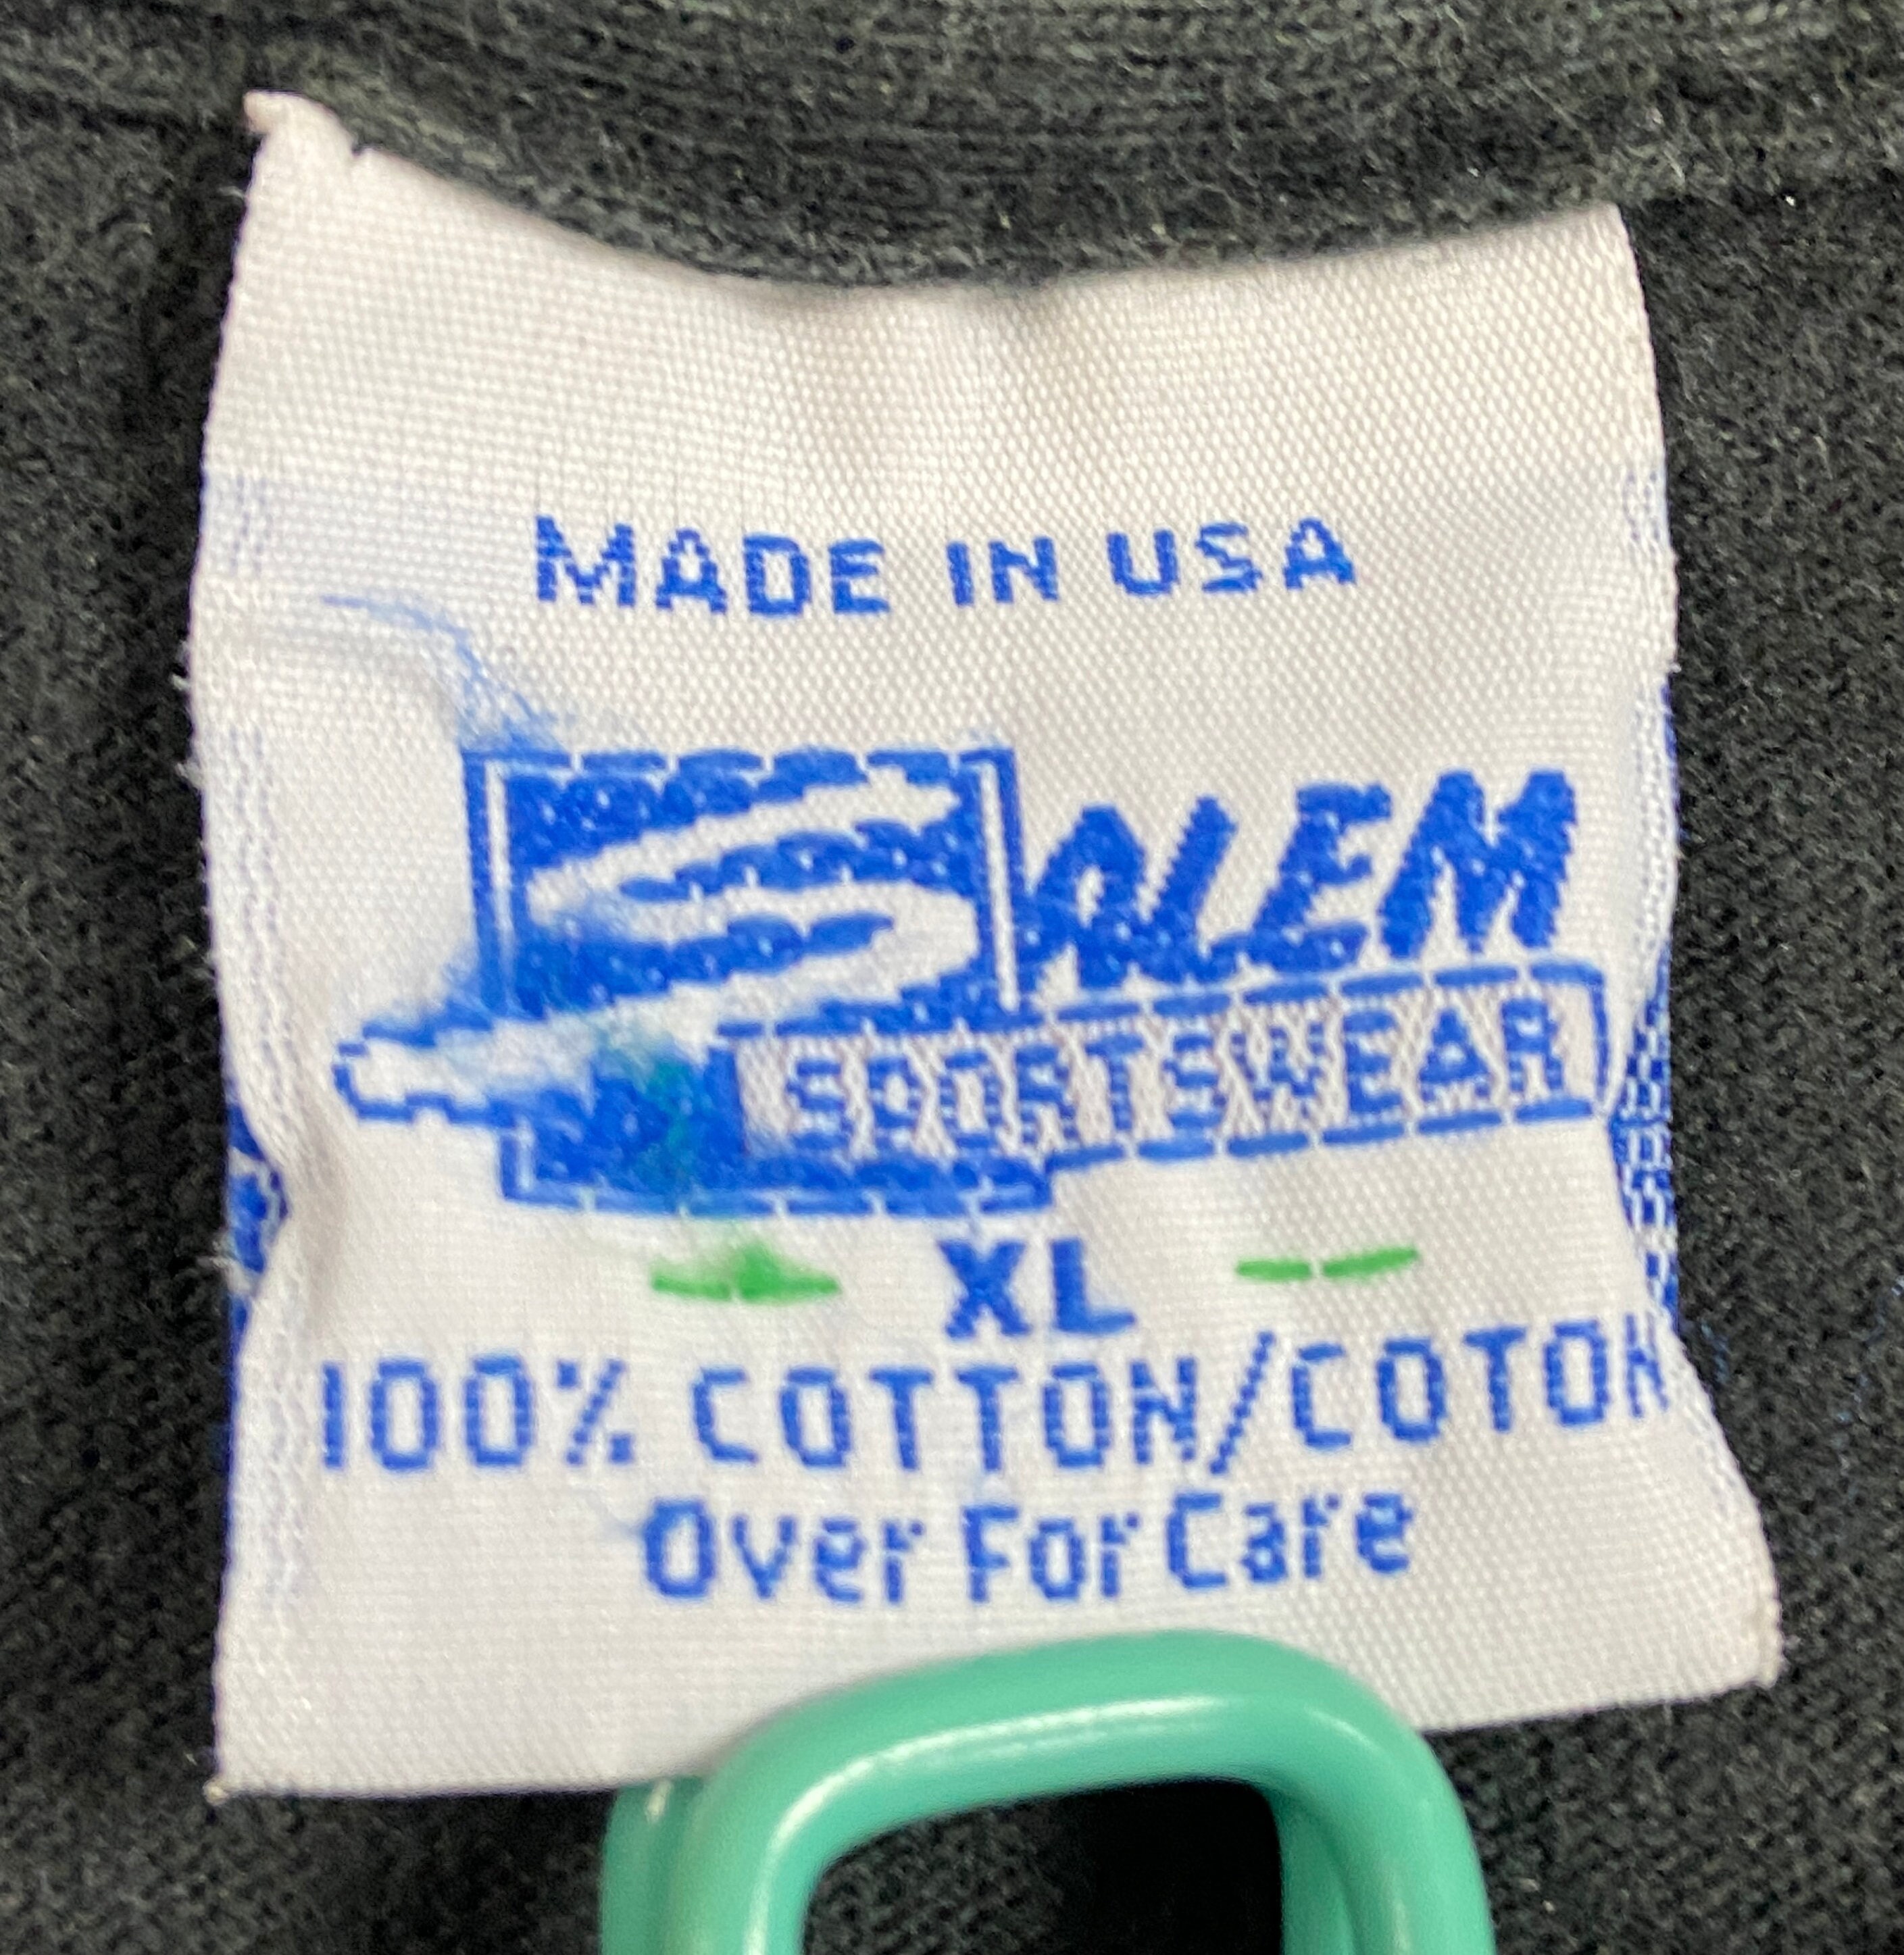 MADE IN USA
SALEM
SPORTSWEAR
XL
100% COTTON/COTON
Over For Care